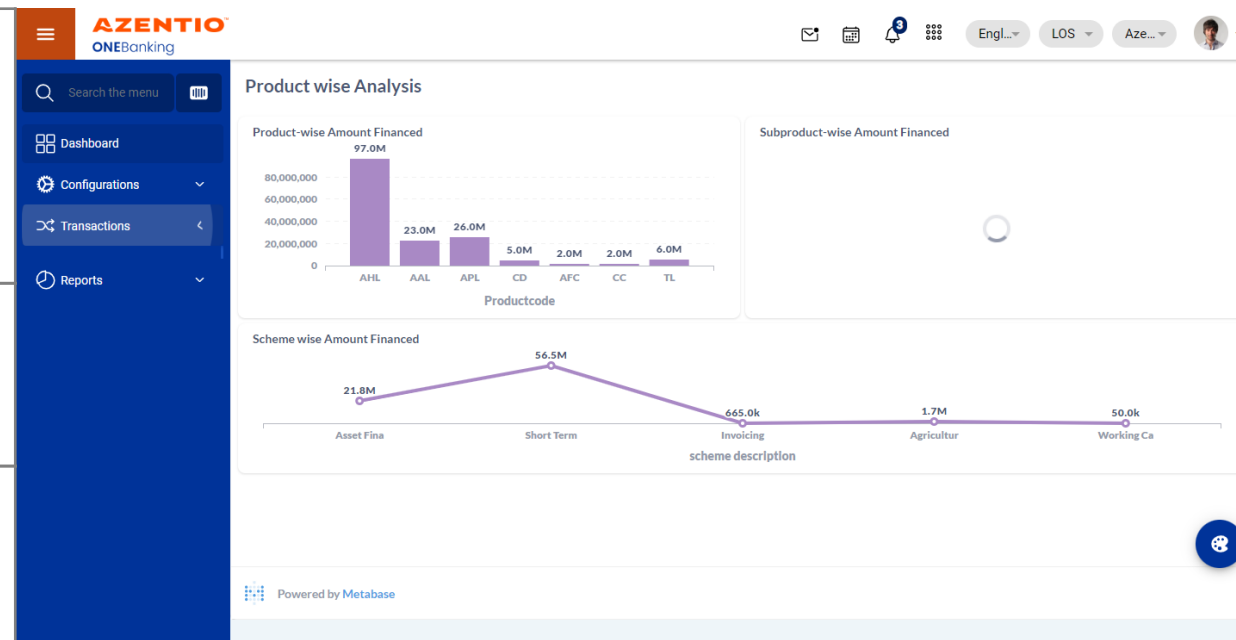 AZENTIO
ONEBanking
3
Engl...
LOS
Aze...
Search the menu
Dashboard
Configurations
Transactions
Reports
Product wise Analysis
Product-wise Amount Financed
97.0M
80,000,000
60,000,000
40,000,000
20,000,000
0
23.0M
26.0M
5.0M
2.0M
2.0M
6.0M
AHL AAL APL CD AFC CC TL
Productcode
Subproduct-wise Amount Financed
Scheme wise Amount Financed
21.8M
56.5M
665.0k
1.7M
50.0k
Asset Fina Short Term Invoicing Agricultur Working Ca
scheme description
Powered by Metabase